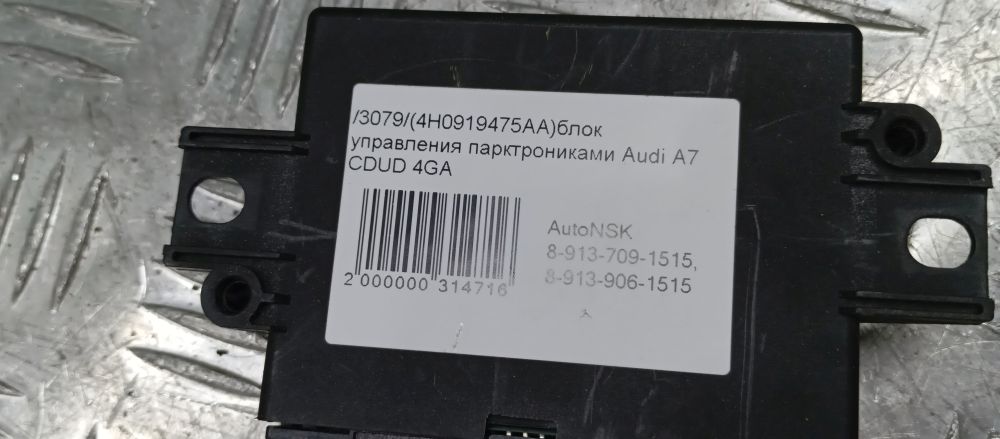 /3079/(4H0919475AA)блок
управления парктрониками Audi A7
CDUD 4GA
AutoNSK
8-913-709-1515,
8-913-906-1515
2 000000 314716